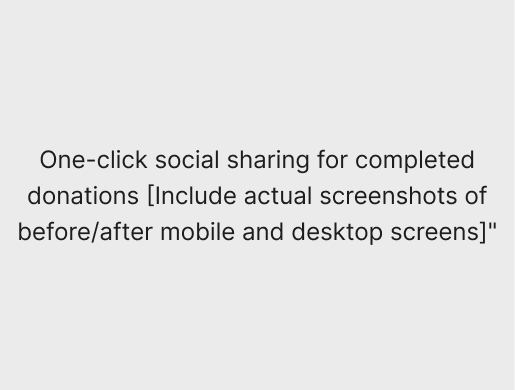 One-click social sharing for completed
donations [Include actual screenshots of
before/after mobile and desktop screens]"